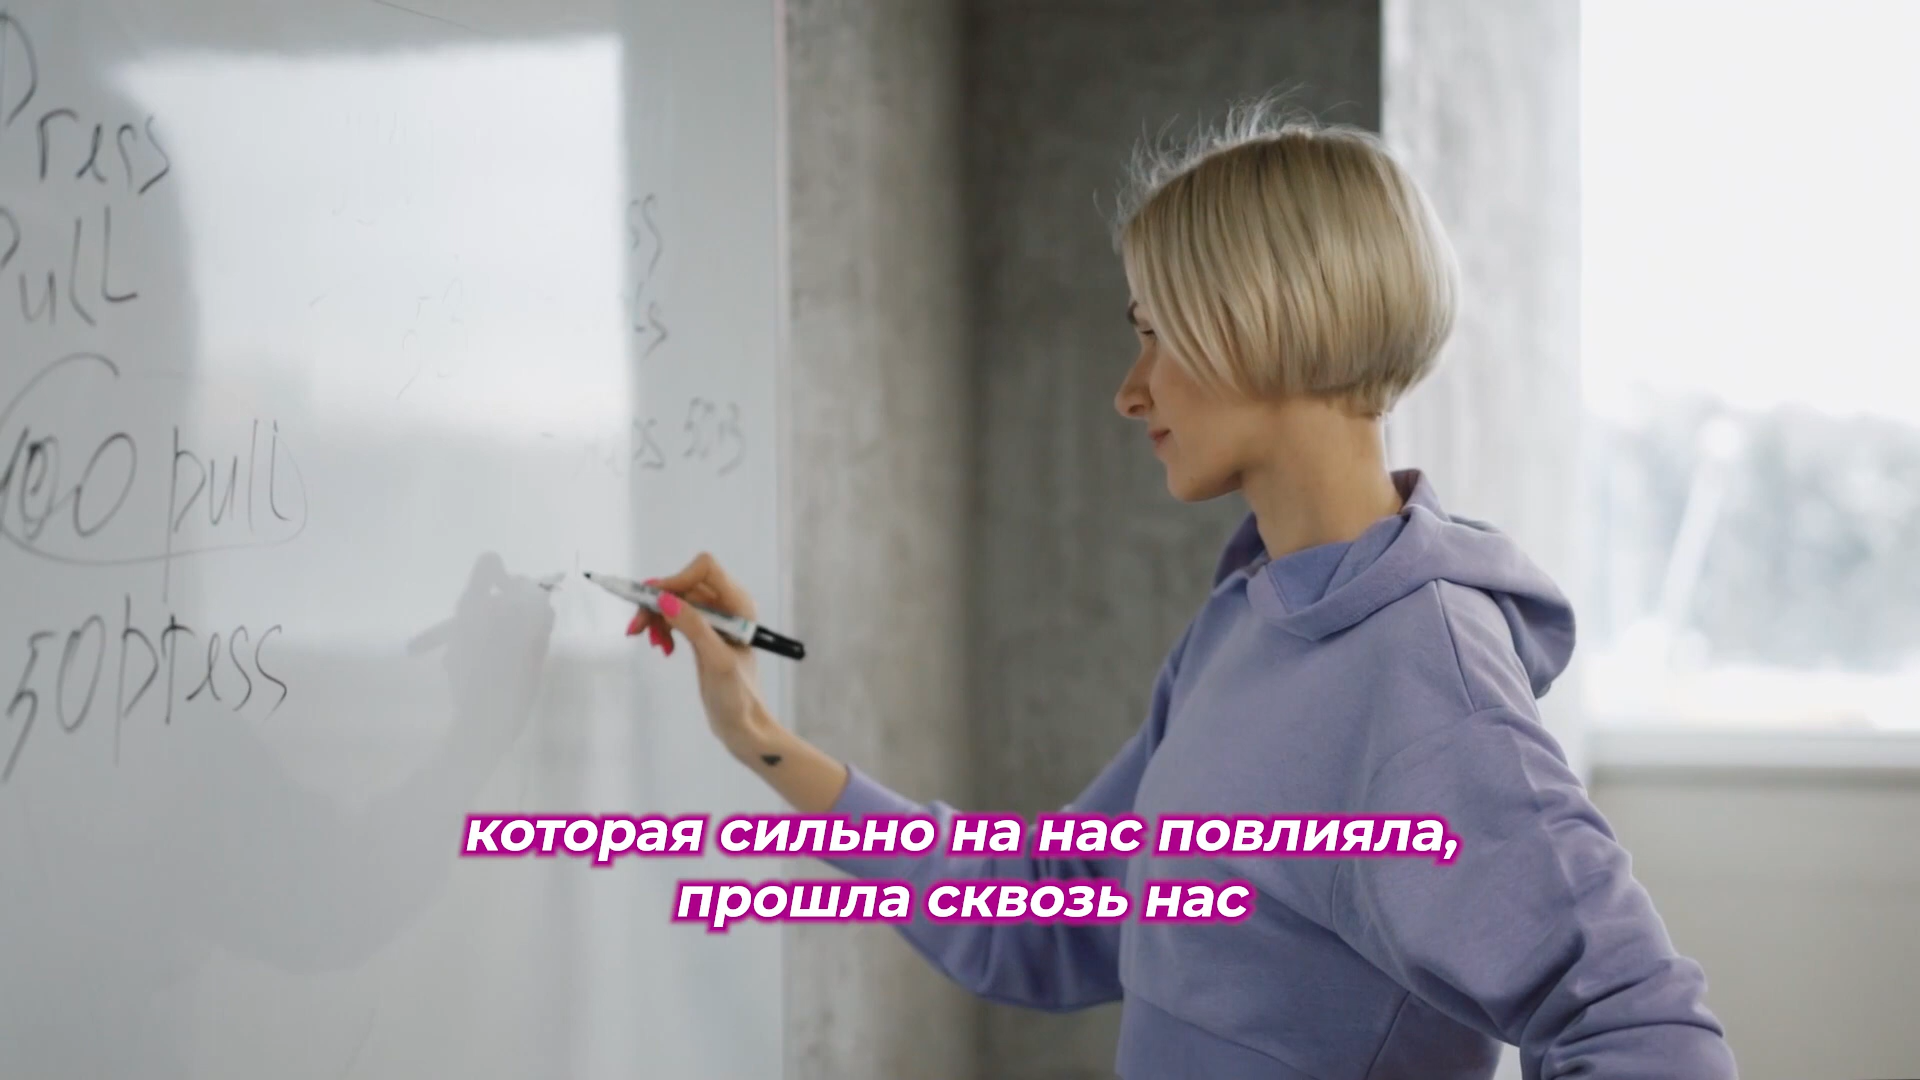 Press
Pull
100 pull
50 press
которая сильно на нас повлияла,
прошла сквозь нас